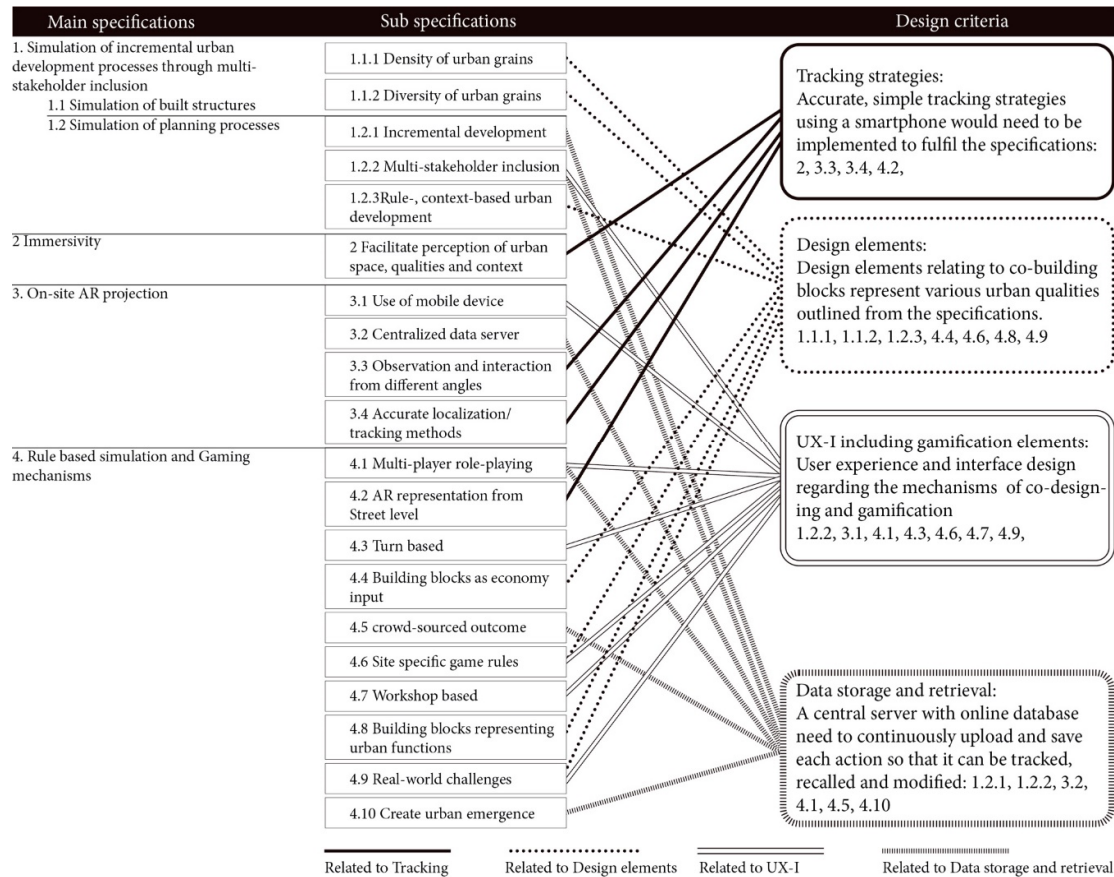 Main specifications
Sub specifications
Design criteria
1. Simulation of incremental urban
development processes through multi-
stakeholder inclusion
1.1 Simulation of built structures
1.2 Simulation of planning processes
2 Immersivity
3. On-site AR projection
4. Rule based simulation and Gaming
mechanisms
1.1.1 Density of urban grains
1.1.2 Diversity of urban grains
1.2.1 Incremental development
1.2.2 Multi-stakeholder inclusion
1.2.3Rule-, context-based urban
development
2 Facilitate perception of urban
space, qualities and context
3.1 Use of mobile device
3.2 Centralized data server
3.3 Observation and interaction
from different angles
3.4 Accurate localization/
tracking methods
4.1 Multi-player role-playing
4.2 AR representation from
Street level
4.3 Turn based
4.4 Building blocks as economy
input
4.5 crowd-sourced outcome
4.6 Site specific game rules
4.7 Workshop based
4.8 Building blocks representing
urban functions
4.9 Real-world challenges
4.10 Create urban emergence
Tracking strategies:
Accurate, simple tracking strategies
using a smartphone would need to be
implemented to fulfil the specifications:
2, 3.3, 3.4, 4.2,
Design elements:
Design elements relating to co-building
blocks represent various urban qualities
outlined from the specifications.
1.1.1, 1.1.2, 1.2.3, 4.4, 4.6, 4.8, 4.9
UX-I including gamification elements:
User experience and interface design
regarding the mechanisms of co-design-
ing and gamification
1.2.2, 3.1, 4.1, 4.3, 4.6, 4.7, 4.9,
Data storage and retrieval:
A central server with online database
need to continuously upload and save
each action so that it can be tracked,
recalled and modified: 1.2.1, 1.2.2, 3.2,
4.1, 4.5, 4.10
Related to Tracking
Related to Design elements
Related to UX-I
Related to Data storage and retrieval